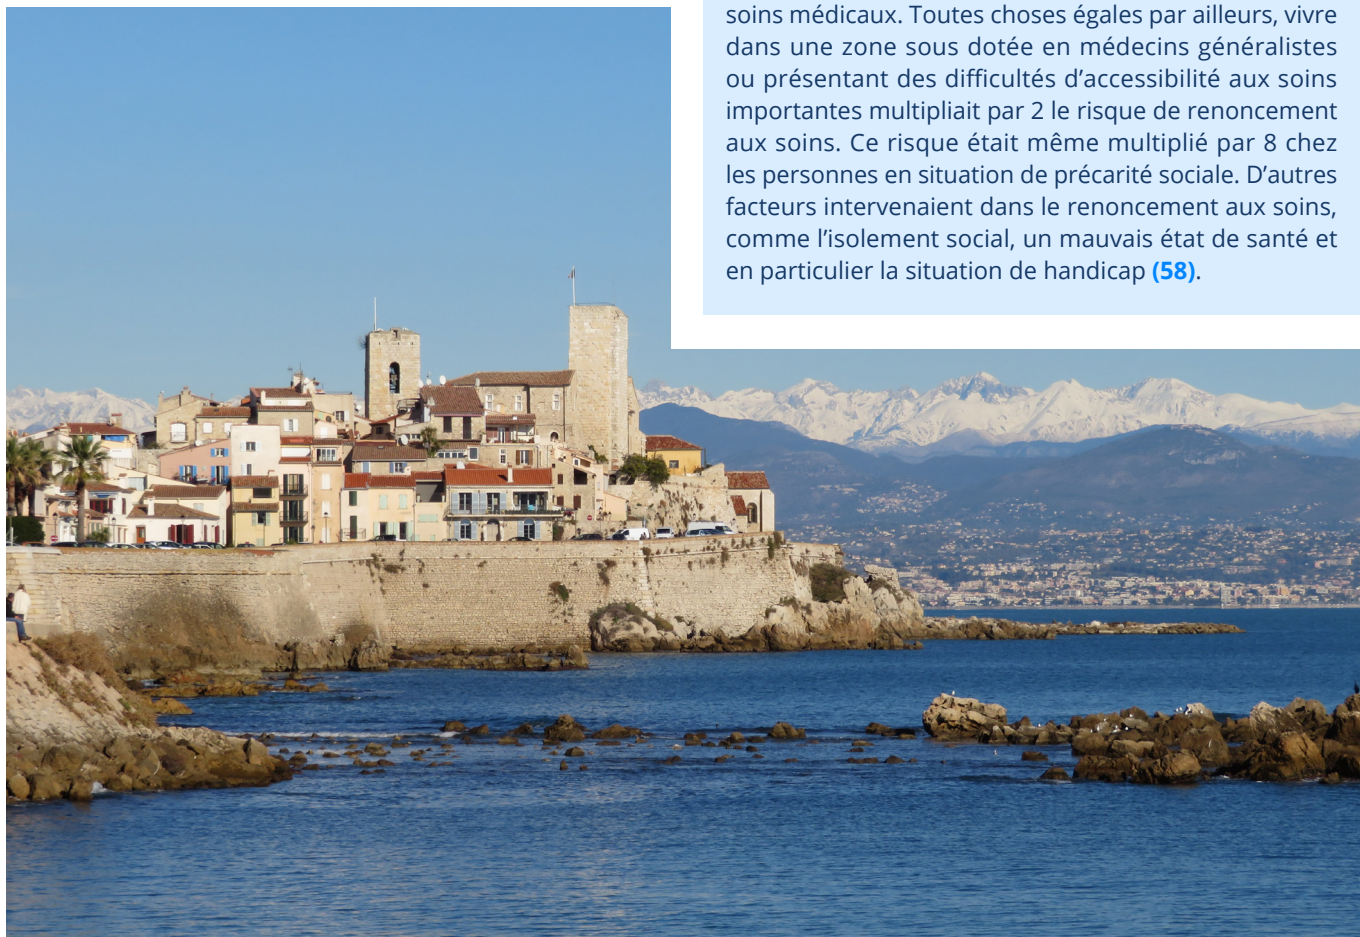 soins médicaux. Toutes choses égales par ailleurs, vivre
dans une zone sous dotée en médecins généralistes
ou présentant des difficultés d’accessibilité aux soins
importantes multipliait par 2 le risque de renoncement
aux soins. Ce risque était même multiplié par 8 chez
les personnes en situation de précarité sociale. D’autres
facteurs intervenaient dans le renoncement aux soins,
comme l’isolement social, un mauvais état de santé et
en particulier la situation de handicap (58).